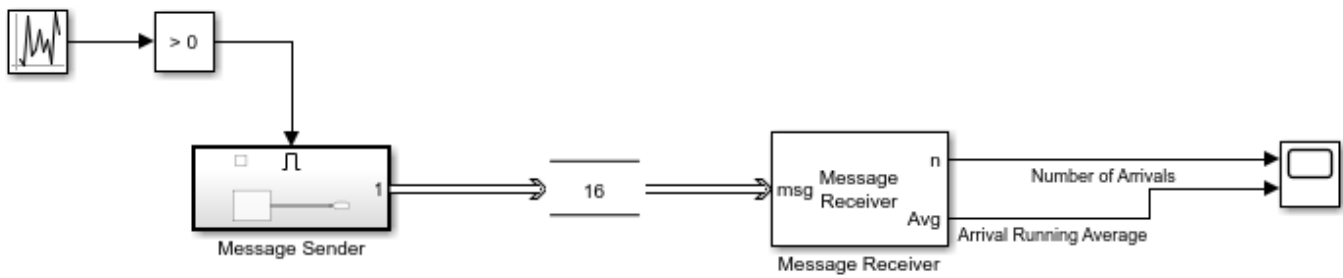 > 0
1
Message Sender
16
msg
Message
Receiver
n
Avg
Message Receiver
Number of Arrivals
Arrival Running Average